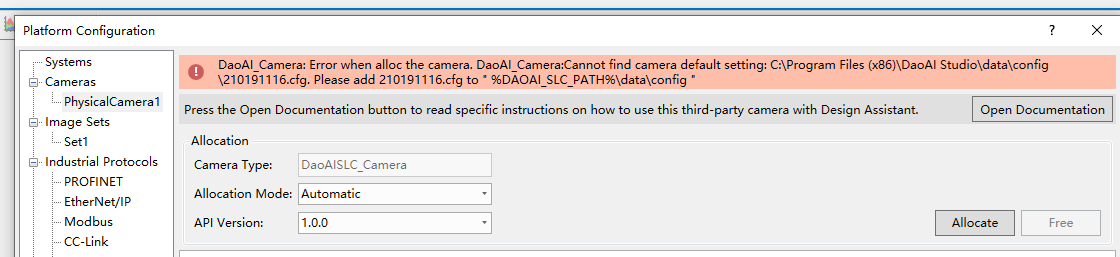 Platform Configuration
?
Systems
Cameras
PhysicalCamera1
Image Sets
Set1
Industrial Protocols
PROFINET
EtherNet/IP
Modbus
CC-Link
DaoAI_Camera: Error when alloc the camera. DaoAI_Camera:Cannot find camera default setting: C:\Program Files (x86)\DaoAI Studio\data\config
\210191116.cfg. Please add 210191116.cfg to " %DAOAI_SLC_PATH%\data\config "
Press the Open Documentation button to read specific instructions on how to use this third-party camera with Design Assistant.
Open Documentation
Allocation
Camera Type: DaoAISLC_Camera
Allocation Mode: Automatic
API Version: 1.0.0
Allocate
Free